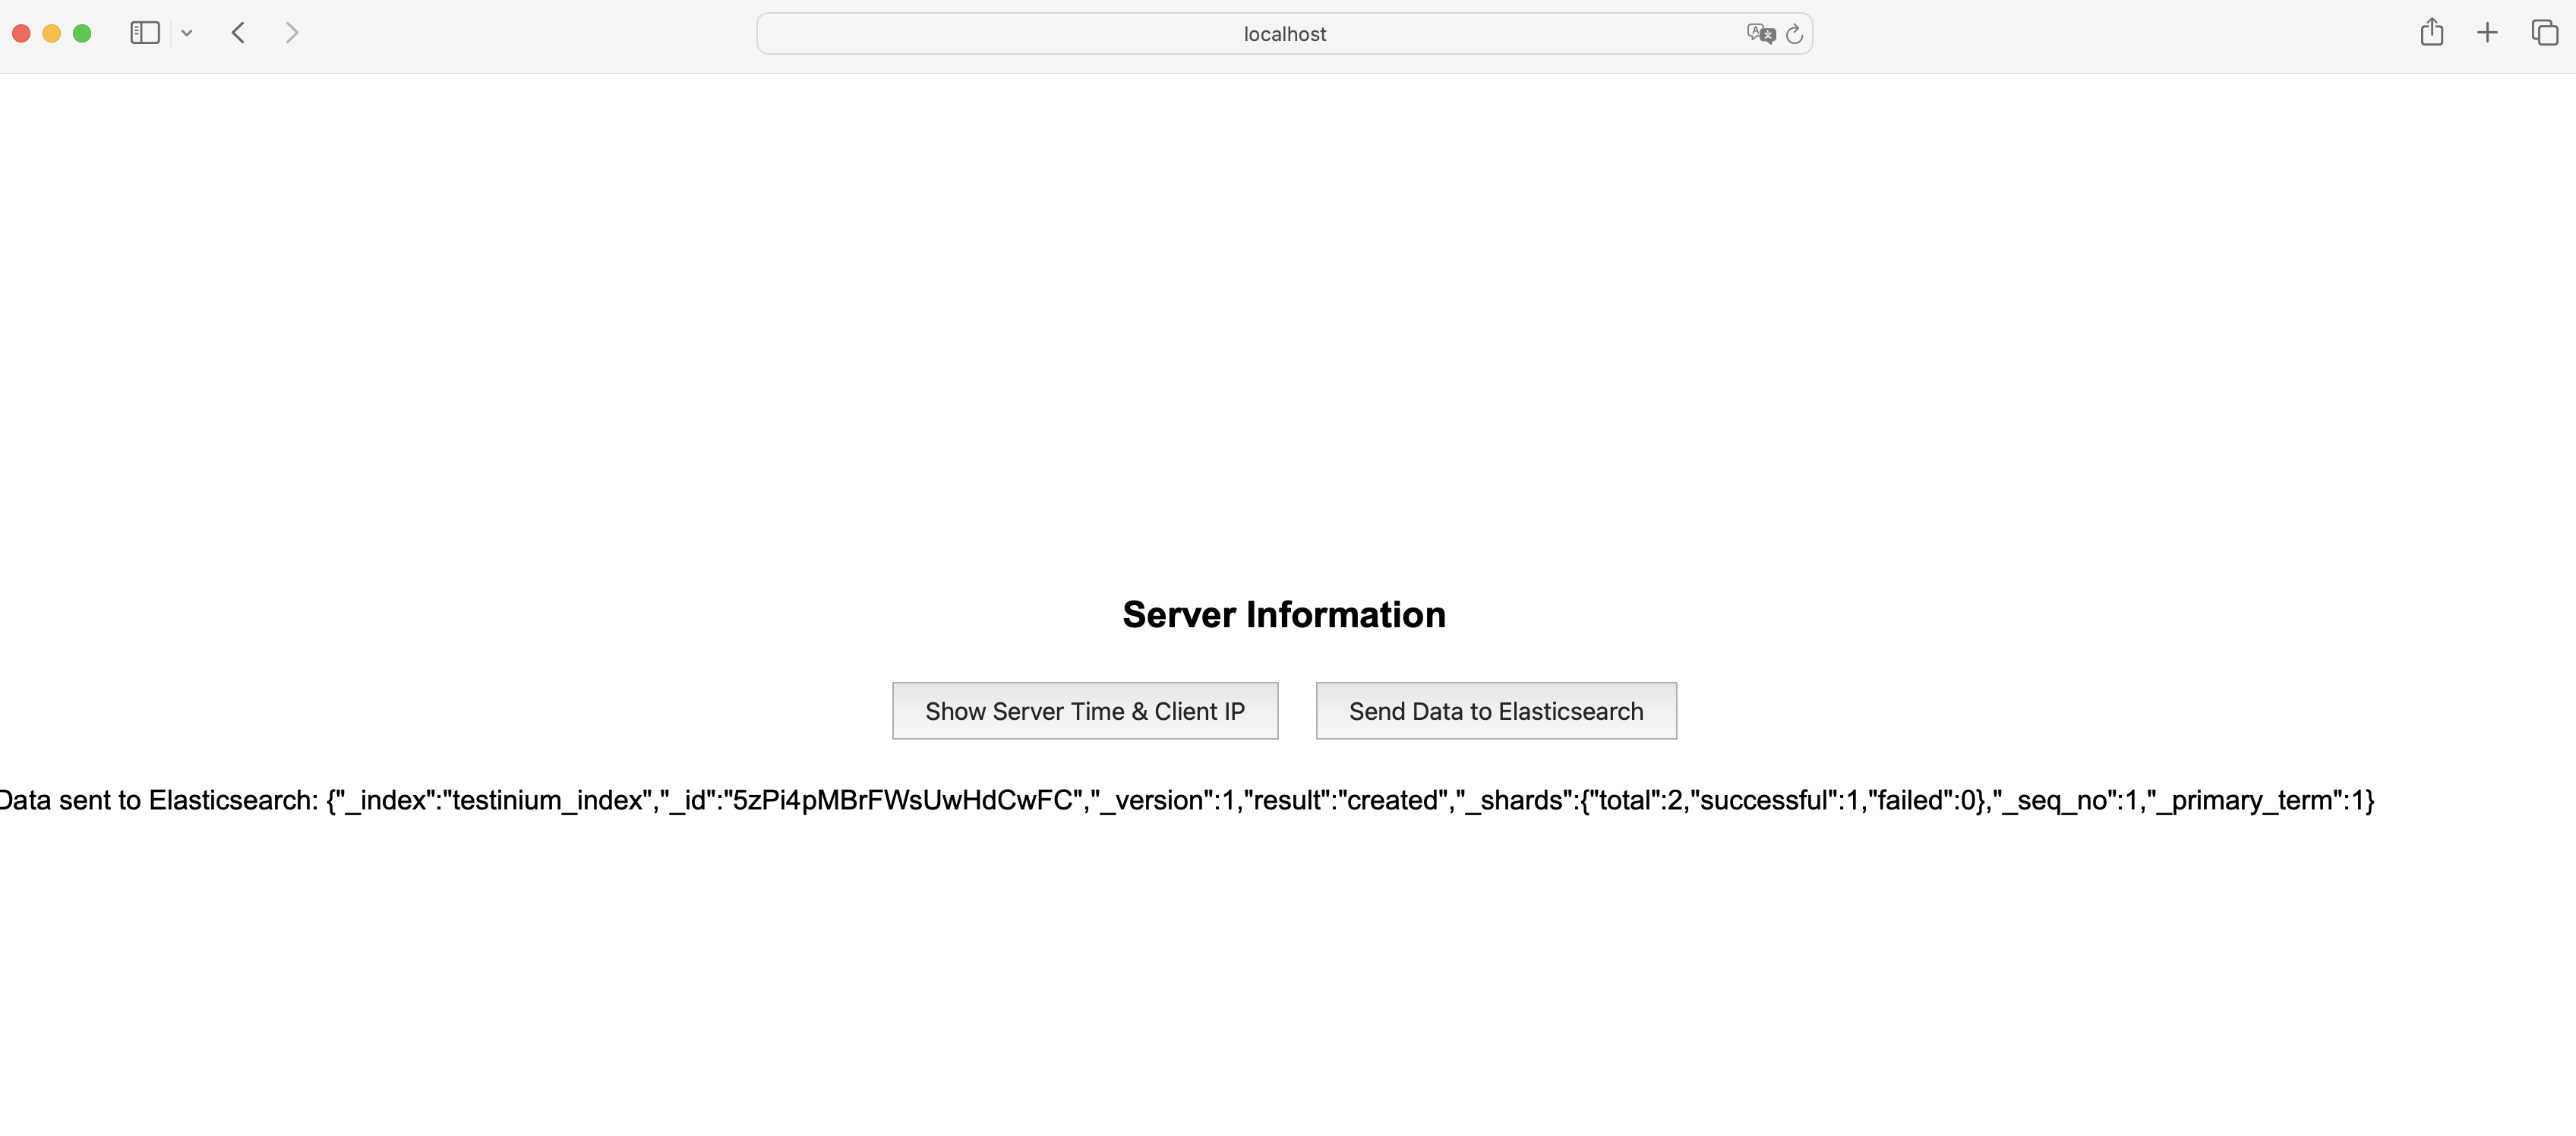 localhost
Server Information
Show Server Time & Client IP
Send Data to Elasticsearch
Data sent to Elasticsearch: {"_index":"testinium_index","_id":"5zPi4pMBrFWsUwHdCwFC","_version":1,"result":"created","_shards":{"total":2,"successful":1,"failed":0},"_seq_no":1,"_primary_term":1}